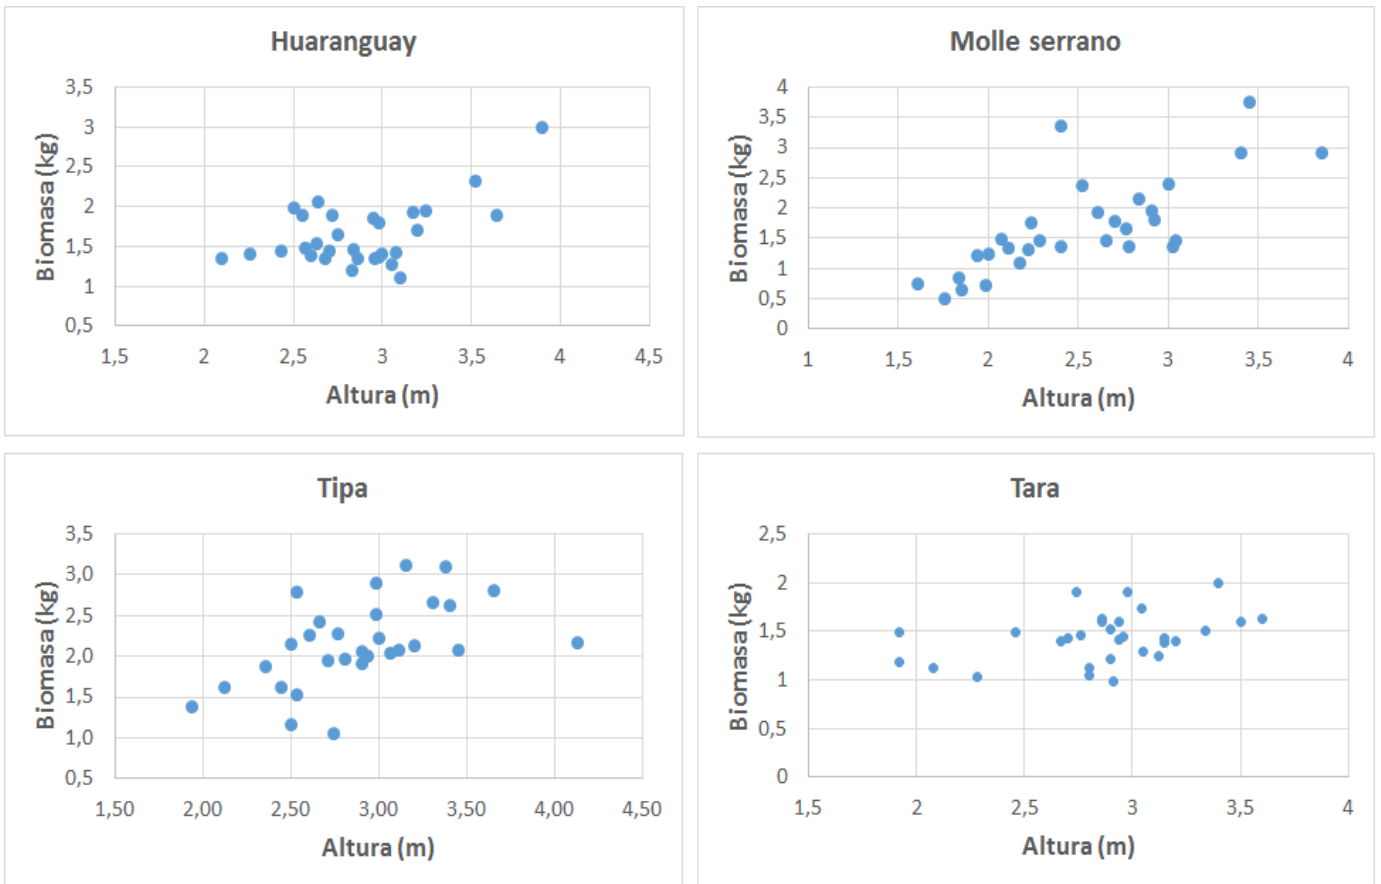 Huaranguay
Biomasa (kg)
3,5
3
2,5
2
1,5
1
0,5
1,5 2 2,5 3 3,5 4 4,5
Altura (m)
Molle serrano
Biomasa (kg)
4
3,5
3
2,5
2
1,5
1
0,5
0
1 1,5 2 2,5 3 3,5 4
Altura (m)
Tipa
Biomasa (kg)
3,5
3,0
2,5
2,0
1,5
1,0
0,5
1,50 2,00 2,50 3,00 3,50 4,00 4,50
Altura (m)
Tara
Biomasa (kg)
2,5
2
1,5
1
0,5
0
1,5 2 2,5 3 3,5 4
Altura (m)